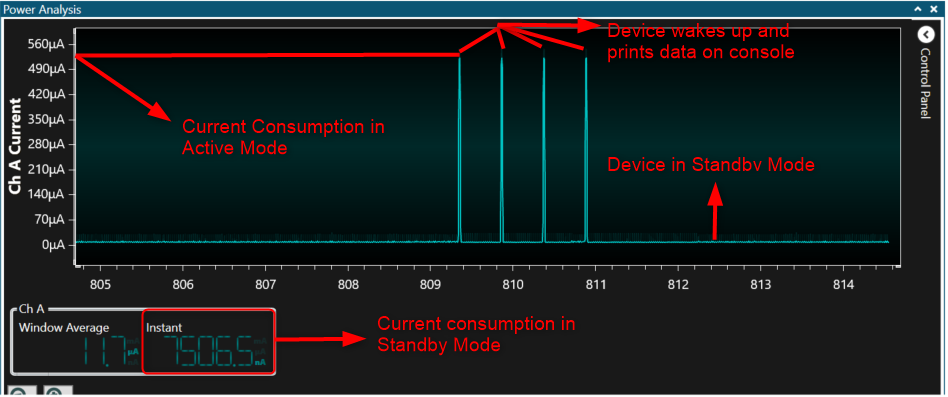 Power Analysis
Device wakes up and
prints data on console
560µA
490µA
420µA
350µA
280µA
210µA
140µA
70µA
0µA
Ch A Current
Control Panel
Current Consumption in
Active Mode
Device in Standby Mode
805 806 807 808 809 810 811 812 813 814
Ch A
Window Average
Instant
11.7 µA
7506.5 nA
Current consumption in
Standby Mode